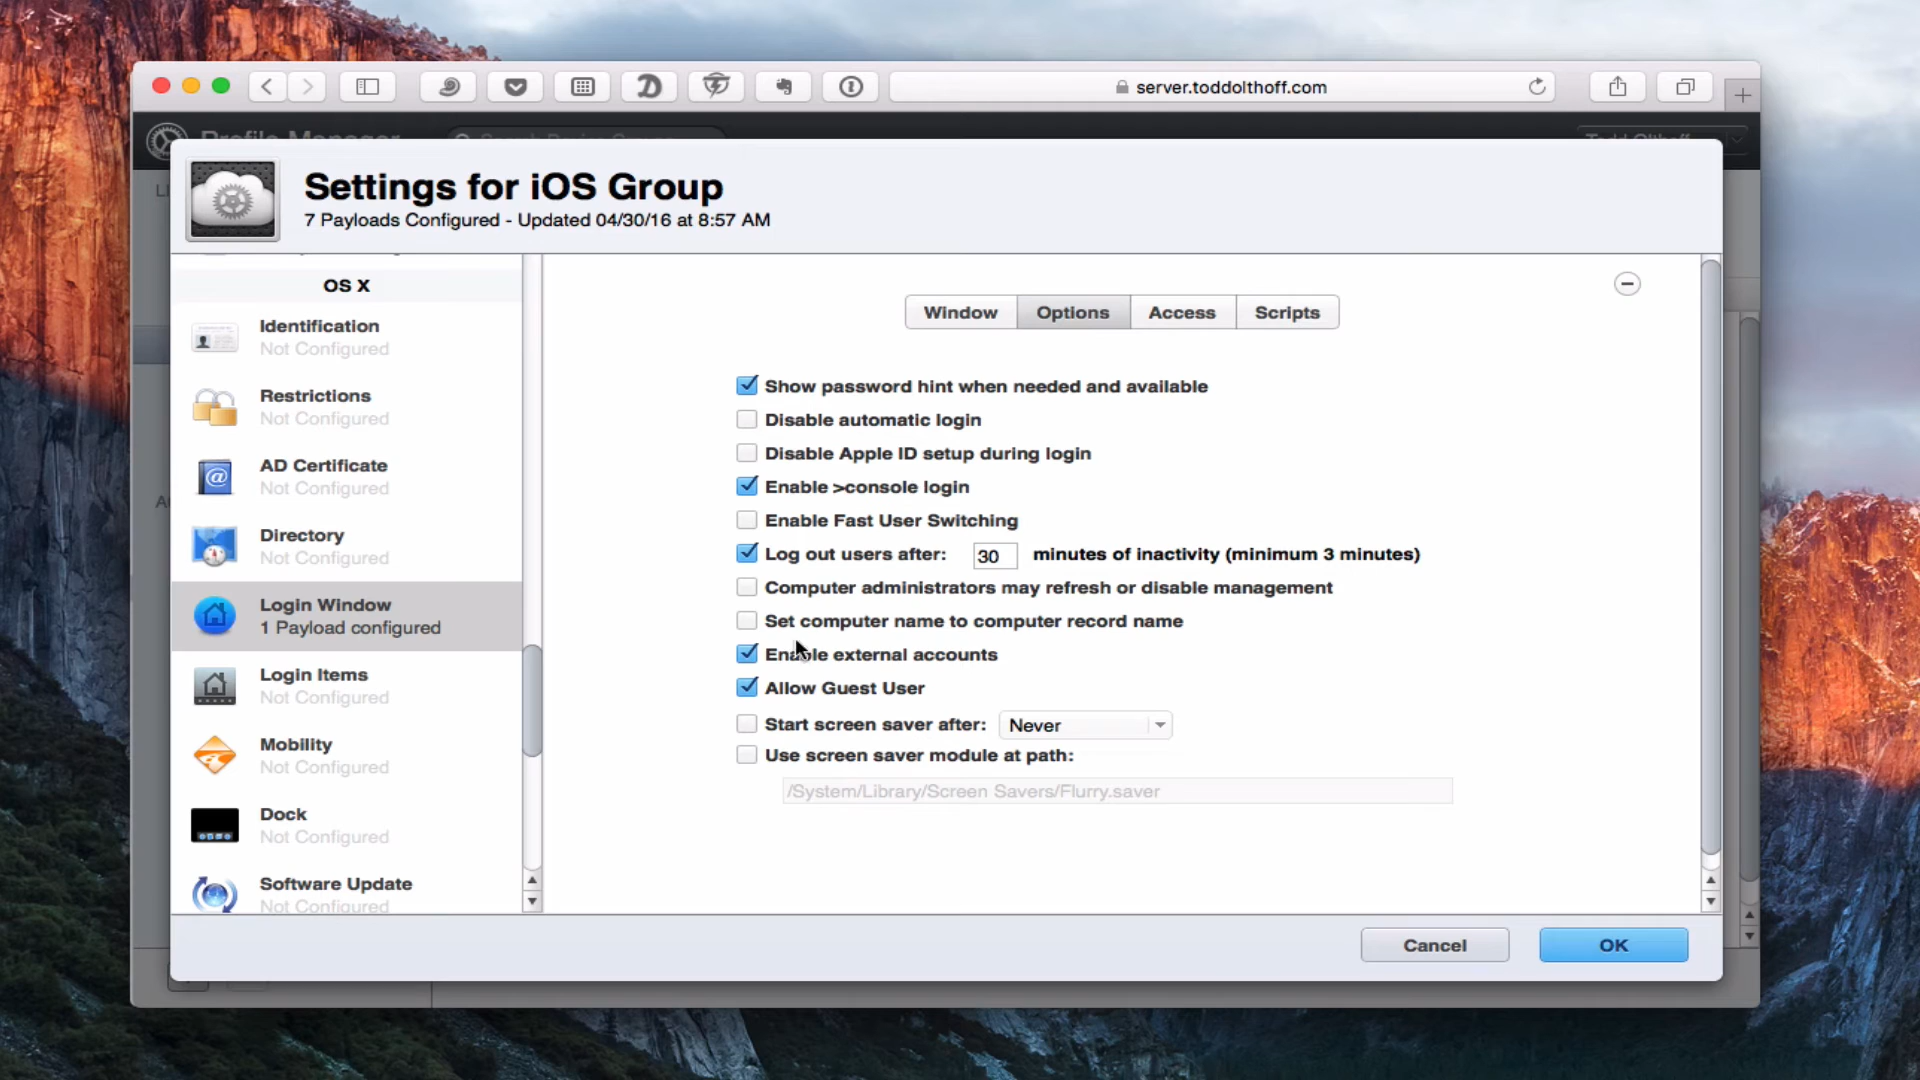 server.toddolthoff.com
Profile Manager
Settings for iOS Group
7 Payloads Configured - Updated 04/30/16 at 8:57 AM
OS X
Identification
Not Configured
Restrictions
Not Configured
AD Certificate
Not Configured
Directory
Not Configured
Login Window
1 Payload configured
Login Items
Not Configured
Mobility
Not Configured
Dock
Not Configured
Software Update
Not Configured
Window
Options
Access
Scripts
Show password hint when needed and available
Disable automatic login
Disable Apple ID setup during login
Enable >console login
Enable Fast User Switching
Log out users after: 30 minutes of inactivity (minimum 3 minutes)
Computer administrators may refresh or disable management
Set computer name to computer record name
Enable external accounts
Allow Guest User
Start screen saver after: Never
Use screen saver module at path:
/System/Library/Screen Savers/Flurry.saver
Cancel
OK